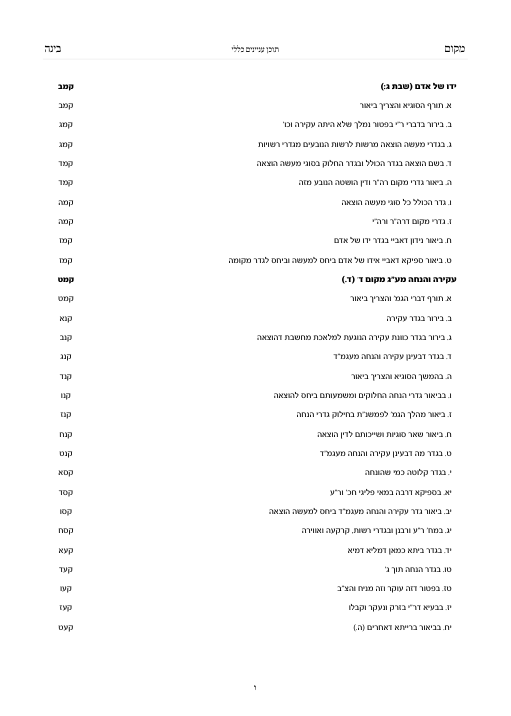 מקום תוכן עניינים כללי בינה
ידו של אדם (שבת ג:) קמב
א. תורף הסוגיא והצריך ביאור קמב
ב. בירור בדברי ר"י בפטור נמלך שלא היתה עקירה וכו' קמג
ג. בגדרי מעשה הוצאה מרשות לרשות הנובעים מגדרי רשויות קמג
ד. בשם הוצאה בגדר הכולל ובגדר החלוק בסוגי מעשה הוצאה קמד
ה. ביאור גדרי מקום רה"ר ודין הושטה הנובע מזה קמד
ו. גדר הכולל כל סוגי מעשה הוצאה קמה
ז. גדרי מקום דרה"ר ורה"י קמה
ח. ביאור נידון דאביי בגדר ידו של אדם קמז
ט. ביאור ספיקא דאביי אידו של אדם ביחס למעשה וביחס לגדר מקומה קמז
עקירה והנחה מע"ג מקום ד' (ד.) קמט
א. תורף דברי הגמ' והצריך ביאור קמט
ב. בירור בגדר עקירה קנא
ג. בירור בגדר כוונת עקירה הנוגעת למלאכת מחשבת דהוצאה קנב
ד. בגדר דבעינן עקירה והנחה מעגמ"ד קנג
ה. בהמשך הסוגיא והצריך ביאור קנד
ו. בביאור גדרי הנחה החלוקים ומשמעותם ביחס להוצאה קנו
ז. ביאור מהלך הגמ' לפמשנ"ת בחילוק גדרי הנחה קנז
ח. ביאור שאר סוגיות ושייכותם לדין הוצאה קנח
ט. בגדר מה דבעינן עקירה והנחה מעגמ"ד קנט
י. בגדר קלוטה כמי שהונחה קסא
יא. בספיקא דרבה במאי פליגי חכ' ור"ע קסד
יב. ביאור גדר עקירה והנחה מעגמ"ד ביחס למעשה הוצאה קסו
יג. במח' ר"ע ורבנן ובגדרי רשות, קרקעה ואווירה קסח
יד. בגדר ביתא כמאן דמליא דמיא קעא
טו. בגדר הנחה תוך ג' קעד
טז. בפטור דזה עוקר וזה מניח והצ"ב קעו
יז. בבעיא דר"י בזרק ונעקר וקבלו קעז
יח. בביאור ברייתא דאחרים (ה.) קעט
ו